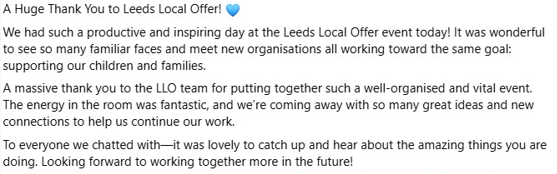 A Huge Thank You to Leeds Local Offer! 💙
We had such a productive and inspiring day at the Leeds Local Offer event today! It was wonderful
to see so many familiar faces and meet new organisations all working toward the same goal:
supporting our children and families.
A massive thank you to the LLO team for putting together such a well-organised and vital event.
The energy in the room was fantastic, and we're coming away with so many great ideas and new
connections to help us continue our work.
To everyone we chatted with—it was lovely to catch up and hear about the amazing things you are
doing. Looking forward to working together more in the future!